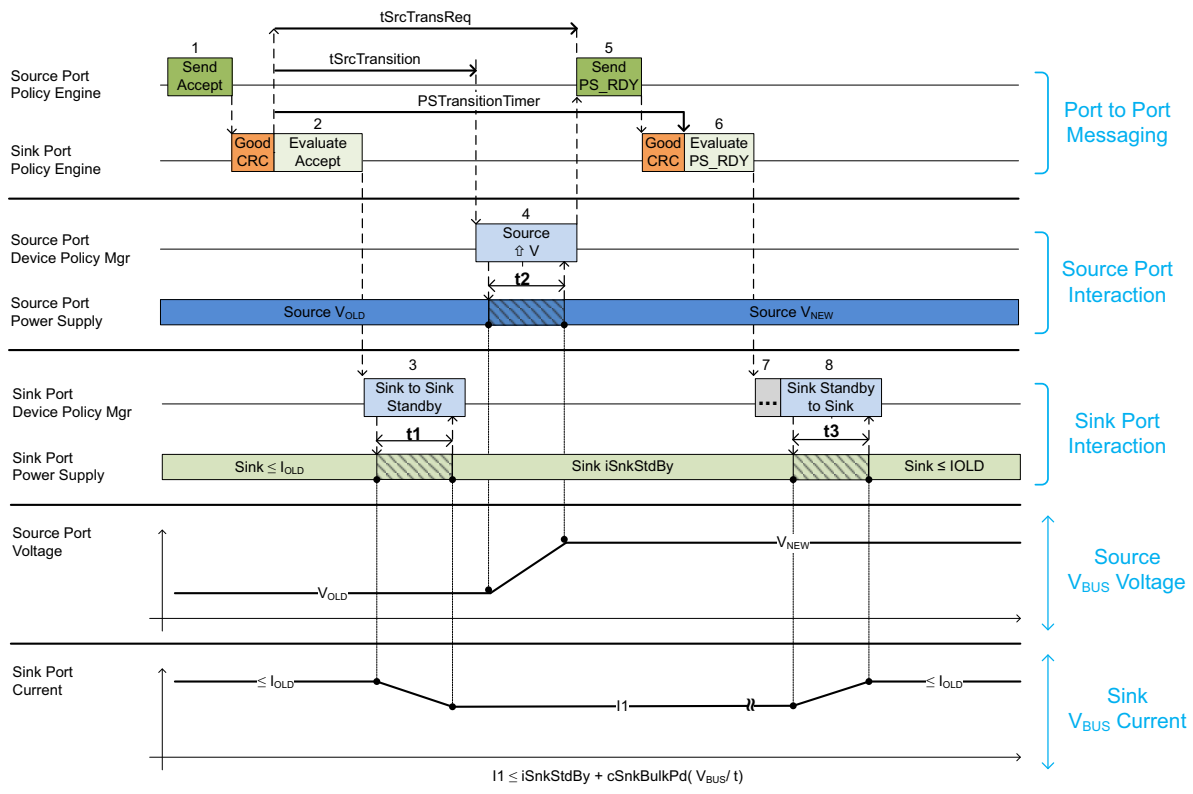 tSrcTransReq
1
5
Source Port
Policy Engine
Send
Accept
tSrcTransition
Send
PS_RDY
PSTransitionTimer
Port to Port
Messaging
2
6
Sink Port
Policy Engine
Good
CRC
Evaluate
Accept
Good
CRC
Evaluate
PS_RDY
4
Source Port
Device Policy Mgr
Source
⇧ V
Source Port
Interaction
t2
Source Port
Power Supply
Source VOLD
Source VNEW
3
7
8
Sink Port
Device Policy Mgr
Sink to Sink
Standby
...
Sink Standby
to Sink
Sink Port
Interaction
t1
t3
Sink Port
Power Supply
Sink ≤ IOLD
Sink iSnkStdBy
Sink ≤ IOLD
Source Port
Voltage
VNEW
VOLD
Source
VBUS Voltage
Sink Port
Current
≤ IOLD
I1
≤ IOLD
Sink
VBUS Current
I1 ≤ iSnkStdBy + cSnkBulkPd( VBUS/ t)